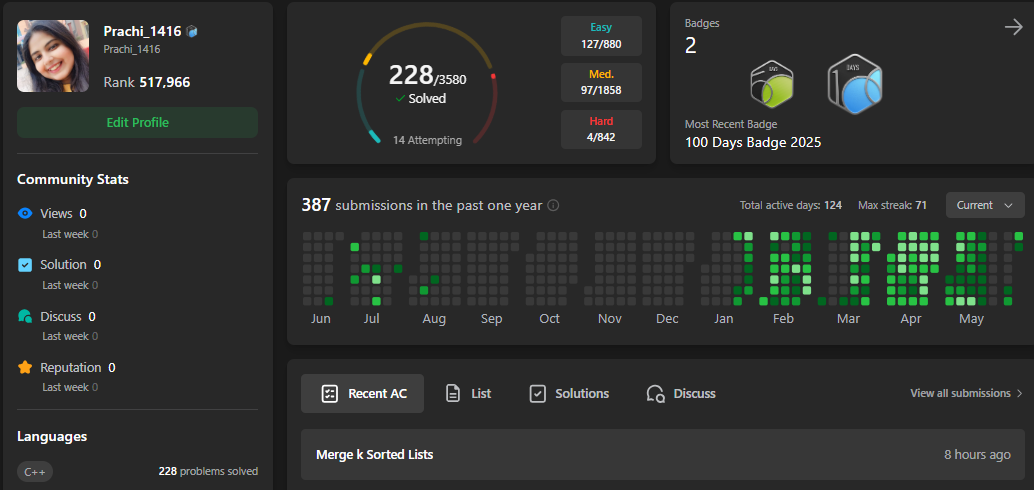 Prachi_1416
Prachi_1416
Rank 517,966
Edit Profile
Community Stats
Views 0
Last week 0
Solution 0
Last week 0
Discuss 0
Last week 0
Reputation 0
Last week 0
Languages
C++ 228 problems solved
228/3580
Solved
14 Attempting
Easy
127/880
Med.
97/1858
Hard
4/842
Badges
2
DAYS
DAYS
Most Recent Badge
100 Days Badge 2025
387 submissions in the past one year Total active days: 124 Max streak: 71 Current
Jun Jul Aug Sep Oct Nov Dec Jan Feb Mar Apr May
Recent AC List Solutions Discuss View all submissions
Merge k Sorted Lists 8 hours ago